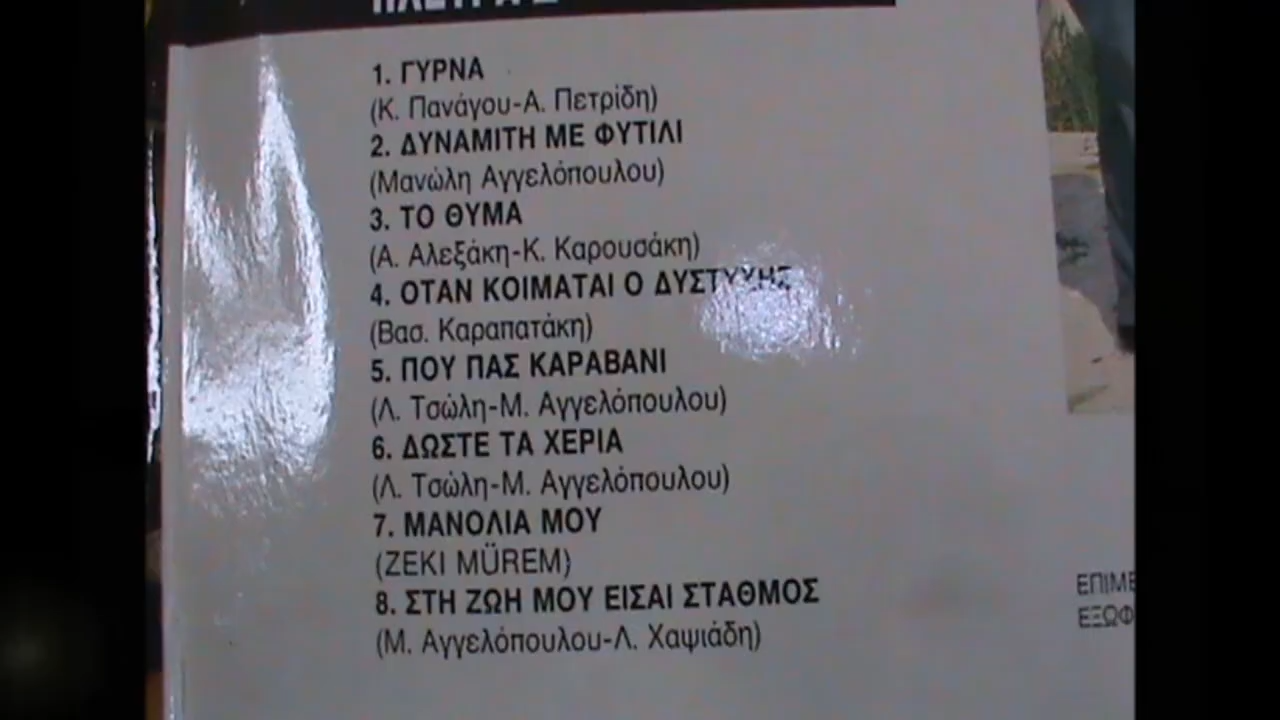 1. ΓΥΡΝΑ
(Κ. Πανάγου-Α. Πετρίδη)
2. ΔΥΝΑΜΙΤΗ ΜΕ ΦΥΤΙΛΙ
(Μανώλη Αγγελόπουλου)
3. ΤΟ ΘΥΜΑ
(Α. Αλεξάκη-Κ. Καρουσάκη)
4. ΟΤΑΝ ΚΟΙΜΑΤΑΙ Ο ΔΥΣΤΥΧΗΣ
(Βασ. Καραπατάκη)
5. ΠΟΥ ΠΑΣ ΚΑΡΑΒΑΝΙ
(Λ. Τσώλη-Μ. Αγγελόπουλου)
6. ΔΩΣΤΕ ΤΑ ΧΕΡΙΑ
(Λ. Τσώλη-Μ. Αγγελόπουλου)
7. ΜΑΝΟΛΙΑ ΜΟΥ
(ZEKI MÜREM)
8. ΣΤΗ ΖΩΗ ΜΟΥ ΕΙΣΑΙ ΣΤΑΘΜΟΣ
(Μ. Αγγελόπουλου-Λ. Χαψιάδη)
ΕΠΙΜΕ
ΕΞΩΦ